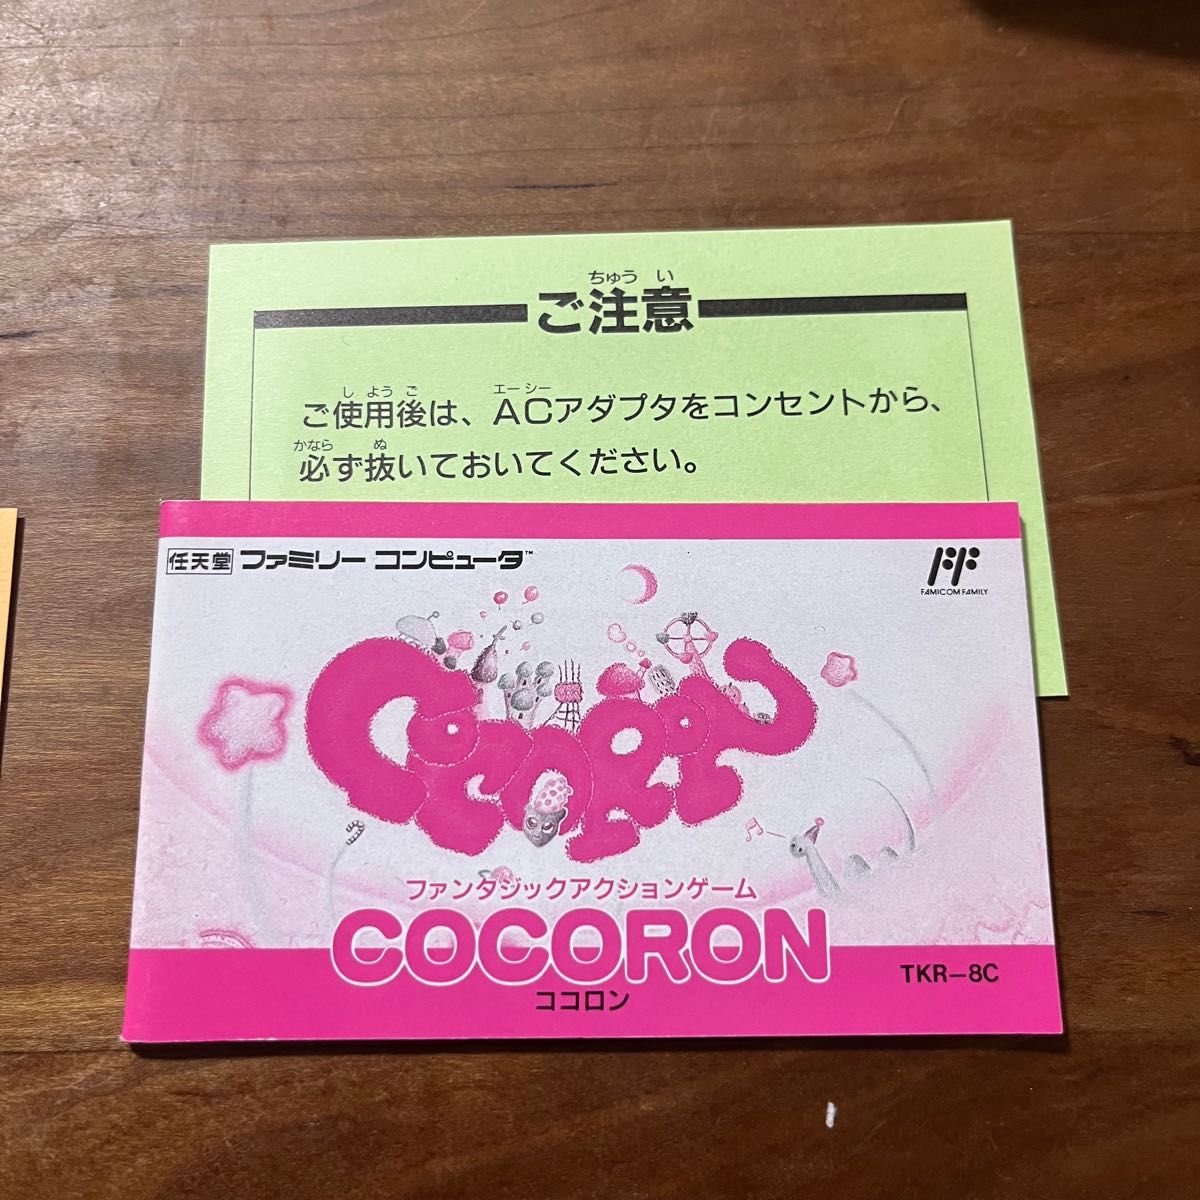 ちゅうい
ご注意
しようご エーシー
ご使用後は、ACアダプタをコンセントから、
かなら ぬ
必ず抜いておいてください。
任天堂 ファミリー コンピュータ™
FF
FAMICOM FAMILY
COCORON
ファンタジックアクションゲーム
COCORON
TKR-8C
ココロン